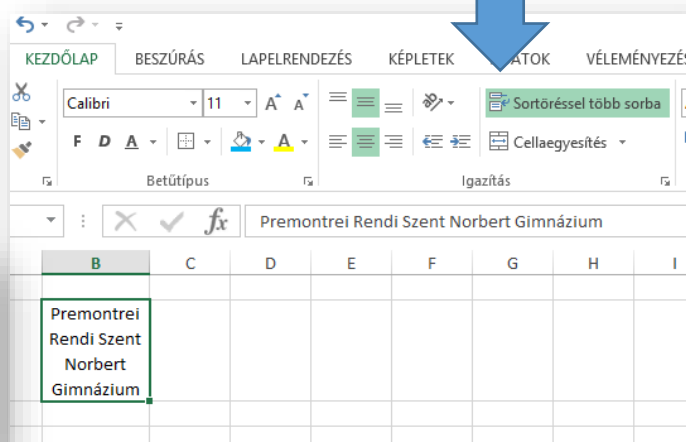 KEZDŐLAP BESZÚRÁS LAPELRENDEZÉS KÉPLETEK ATOK VÉLEMÉNYEZÉS
Calibri 11 A A Sortöréssel több sorba
F D A A Cellaegyesítés
Betűtípus Igazítás
fx Premontrei Rendi Szent Norbert Gimnázium
B C D E F G H I
Premontrei
Rendi Szent
Norbert
Gimnázium